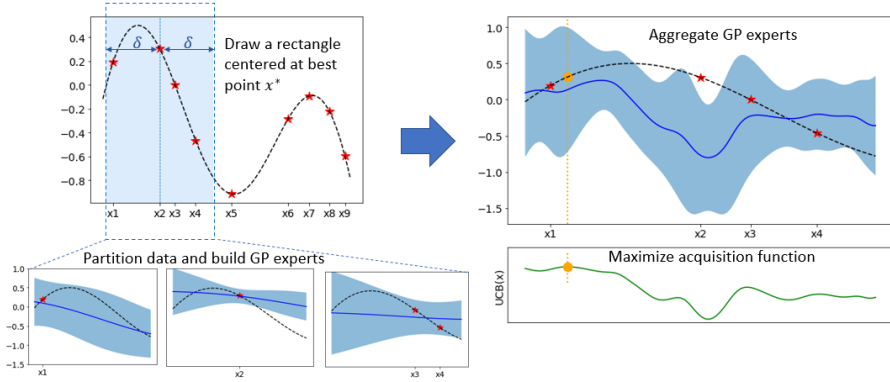 δ δ
Draw a rectangle
centered at best
point x*
0.4
0.2
0.0
−0.2
−0.4
−0.6
−0.8
x1 x2 x3 x4 x5 x6 x7 x8 x9
Aggregate GP experts
1.0
0.5
0.0
−0.5
−1.0
−1.5
x1 x2 x3 x4
Partition data and build GP experts
1.0
0.5
0.0
−0.5
−1.0
−1.5
x1
x2
x3 x4
Maximize acquisition function
UCB(x)